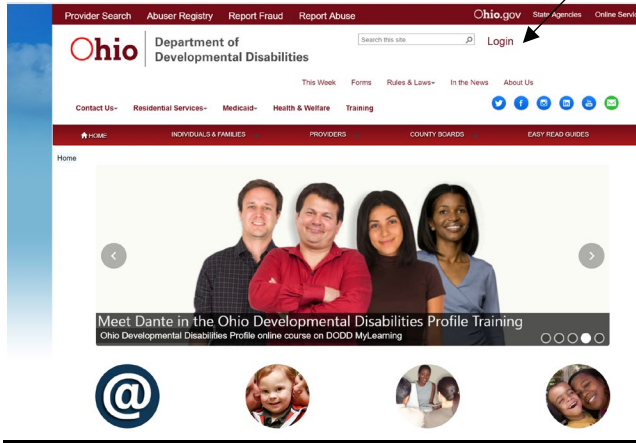 Provider Search Abuser Registry Report Fraud Report Abuse Ohio.gov State Agencies Online Servic
Ohio Department of Developmental Disabilities
Search this site Login
This Week Forms Rules & Laws In the News About Us
Contact Us Residential Services Medicaid Health & Welfare Training
HOME INDIVIDUALS & FAMILIES PROVIDERS COUNTY BOARDS EASY READ GUIDES
Home
Meet Dante in the Ohio Developmental Disabilities Profile Training
Ohio Developmental Disabilities Profile online course on DODD MyLearning
@